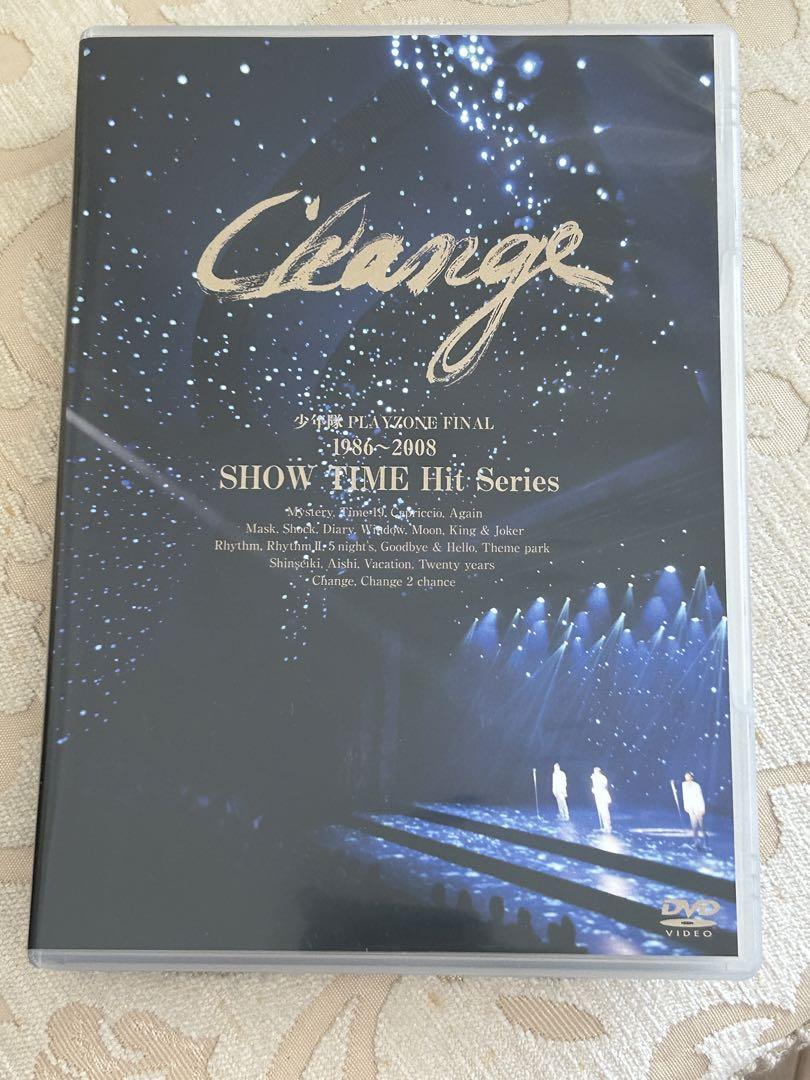 Change
少年隊 PLAYZONE FINAL
1986～2008
SHOW TIME Hit Series
Mystery, Time-19, Capriccio, Again
Mask, Shock, Diary, Window, Moon, King & Joker
Rhythm, Rhythm II, 5 night's, Goodbye & Hello, Theme park
Shinseiki, Aishi, Vacation, Twenty years
Change, Change 2 chance
DVD
VIDEO